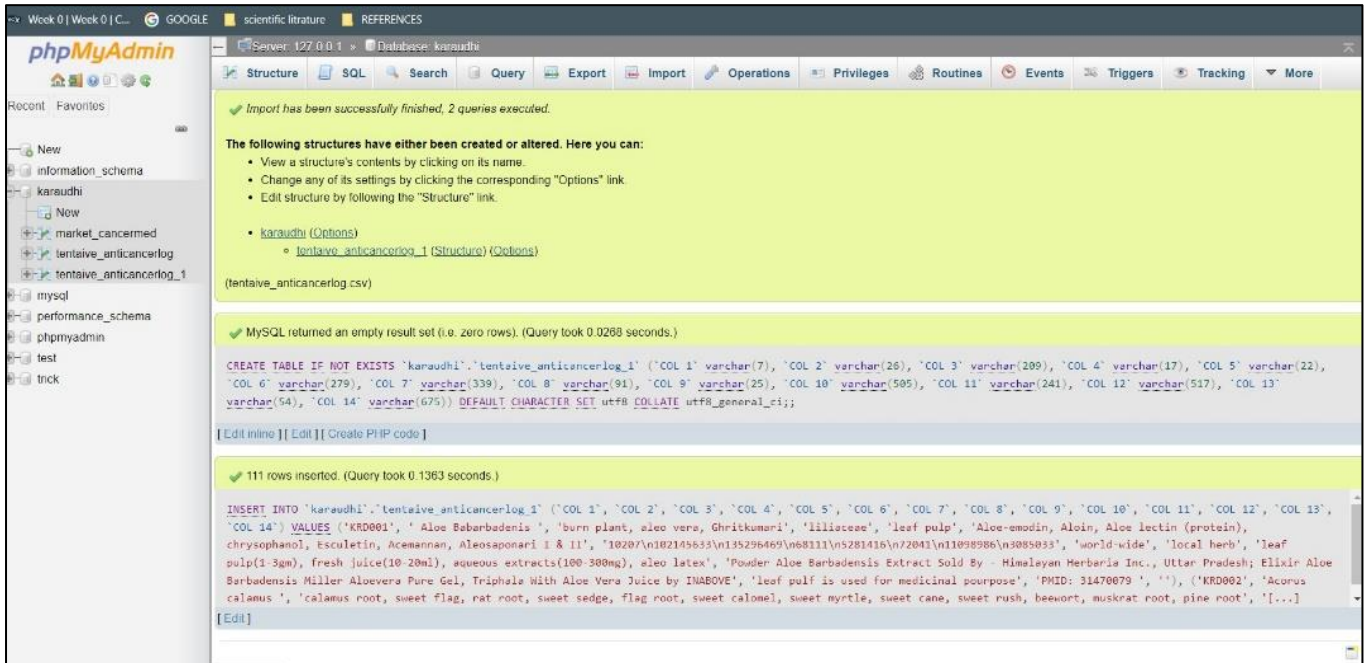 Week 0 | Week 0 | C... GOOGLE scientific litrature REFERENCES
phpMyAdmin
Recent Favorites
New
information_schema
karaudhi
New
market_cancermed
tentaive_anticancerlog
tentaive_anticancerlog_1
mysql
performance_schema
phpmyadmin
test
trick
Server: 127.0.0.1 » Database: karaudhi
Structure SQL Search Query Export Import Operations Privileges Routines Events Triggers Tracking More
Import has been successfully finished, 2 queries executed.
The following structures have either been created or altered. Here you can:
• View a structure's contents by clicking on its name.
• Change any of its settings by clicking the corresponding "Options" link.
• Edit structure by following the "Structure" link.
• karaudhi (Options)
tentaive_anticancerlog_1 (Structure) (Options)
(tentaive_anticancerlog.csv)
MySQL returned an empty result set (i.e. zero rows). (Query took 0.0268 seconds.)
CREATE TABLE IF NOT EXISTS `karaudhi`.`tentaive_anticancerlog_1` (`COL 1` varchar(7), `COL 2` varchar(26), `COL 3` varchar(209), `COL 4` varchar(17), `COL 5` varchar(22),
`COL 6` varchar(279), `COL 7` varchar(339), `COL 8` varchar(91), `COL 9` varchar(25), `COL 10` varchar(505), `COL 11` varchar(241), `COL 12` varchar(517), `COL 13`
varchar(54), `COL 14` varchar(675)) DEFAULT CHARACTER SET utf8 COLLATE utf8_general_ci;;
[ Edit inline ] [ Edit ] [ Create PHP code ]
111 rows inserted. (Query took 0.1363 seconds.)
INSERT INTO `karaudhi`.`tentaive_anticancerlog_1` (`COL 1`, `COL 2`, `COL 3`, `COL 4`, `COL 5`, `COL 6`, `COL 7`, `COL 8`, `COL 9`, `COL 10`, `COL 11`, `COL 12`, `COL 13`,
`COL 14`) VALUES ('KRD001', ' Aloe Babarbadenis ', 'burn plant, aleo vera, Ghritkumari', 'liliaceae', 'leaf pulp', 'Aloe-emodin, Aloin, Aloe lectin (protein),
chrysophanol, Esculetin, Acemannan, Aleosaponari I & II', '10207\n102145633\n135296469\n68111\n5281416\n72041\n11098986\n3085033', 'world-wide', 'local herb', 'leaf
pulp(1-3gm), fresh juice(10-20ml), aqueous extracts(100-300mg), aleo latex', 'Powder Aloe Barbadensis Extract Sold By - Himalayan Herbaria Inc., Uttar Pradesh; Elixir Aloe
Barbadensis Miller Aloevera Pure Gel, Triphala With Aloe Vera Juice by INABOVE', 'leaf pulf is used for medicinal pourpose', 'PMID: 31470079 ', ''), ('KRD002', 'Acorus
calamus ', 'calamus root, sweet flag, rat root, sweet sedge, flag root, sweet calomel, sweet myrtle, sweet cane, sweet rush, beewort, muskrat root, pine root', '[...]
[ Edit ]